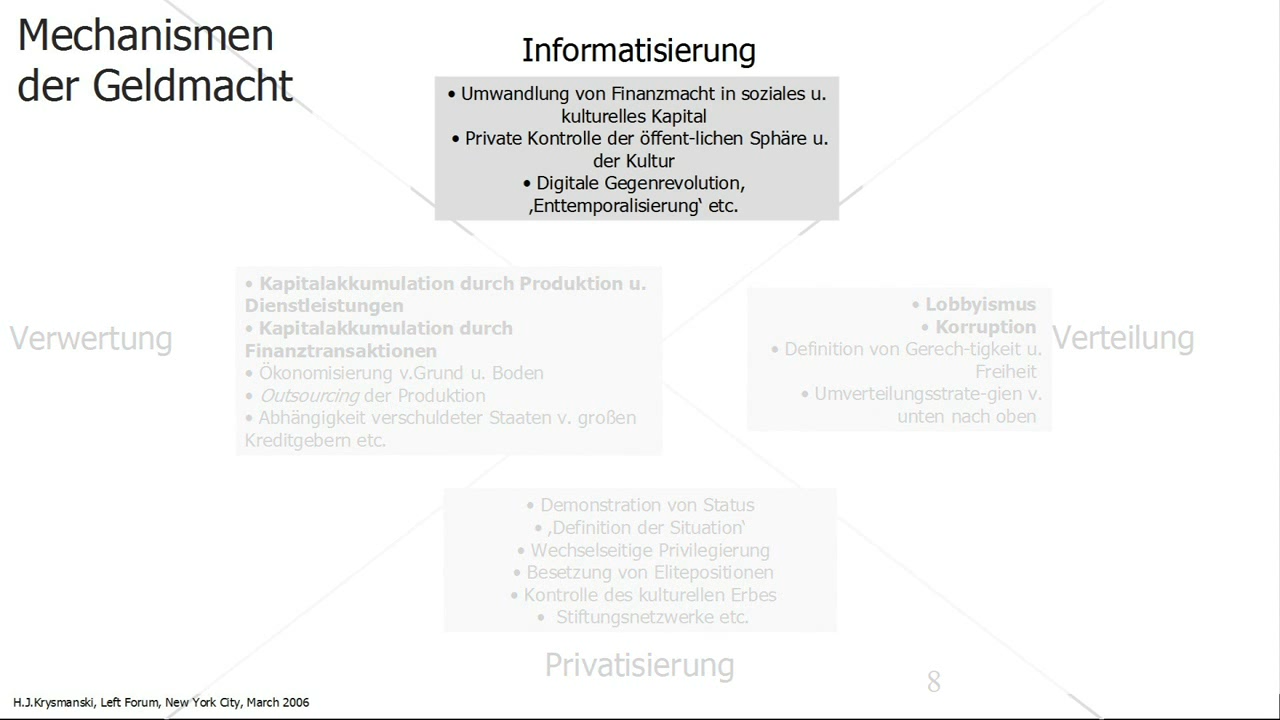 Mechanismen
der Geldmacht
Informatisierung
• Umwandlung von Finanzmacht in soziales u.
kulturelles Kapital
• Private Kontrolle der öffent-lichen Sphäre u.
der Kultur
• Digitale Gegenrevolution,
‚Enttemporalisierung‘ etc.
Verwertung
• Kapitalakkumulation durch Produktion u.
Dienstleistungen
• Kapitalakkumulation durch
Finanztransaktionen
• Ökonomisierung v.Grund u. Boden
• Outsourcing der Produktion
• Abhängigkeit verschuldeter Staaten v. großen
Kreditgebern etc.
• Lobbyismus
• Korruption
• Definition von Gerech-tigkeit u.
Freiheit
• Umverteilungsstrate-gien v.
unten nach oben
Verteilung
• Demonstration von Status
• ‚Definition der Situation‘
• Wechselseitige Privilegierung
• Besetzung von Elitepositionen
• Kontrolle des kulturellen Erbes
• Stiftungsnetzwerke etc.
Privatisierung
8
H.J.Krysmanski, Left Forum, New York City, March 2006